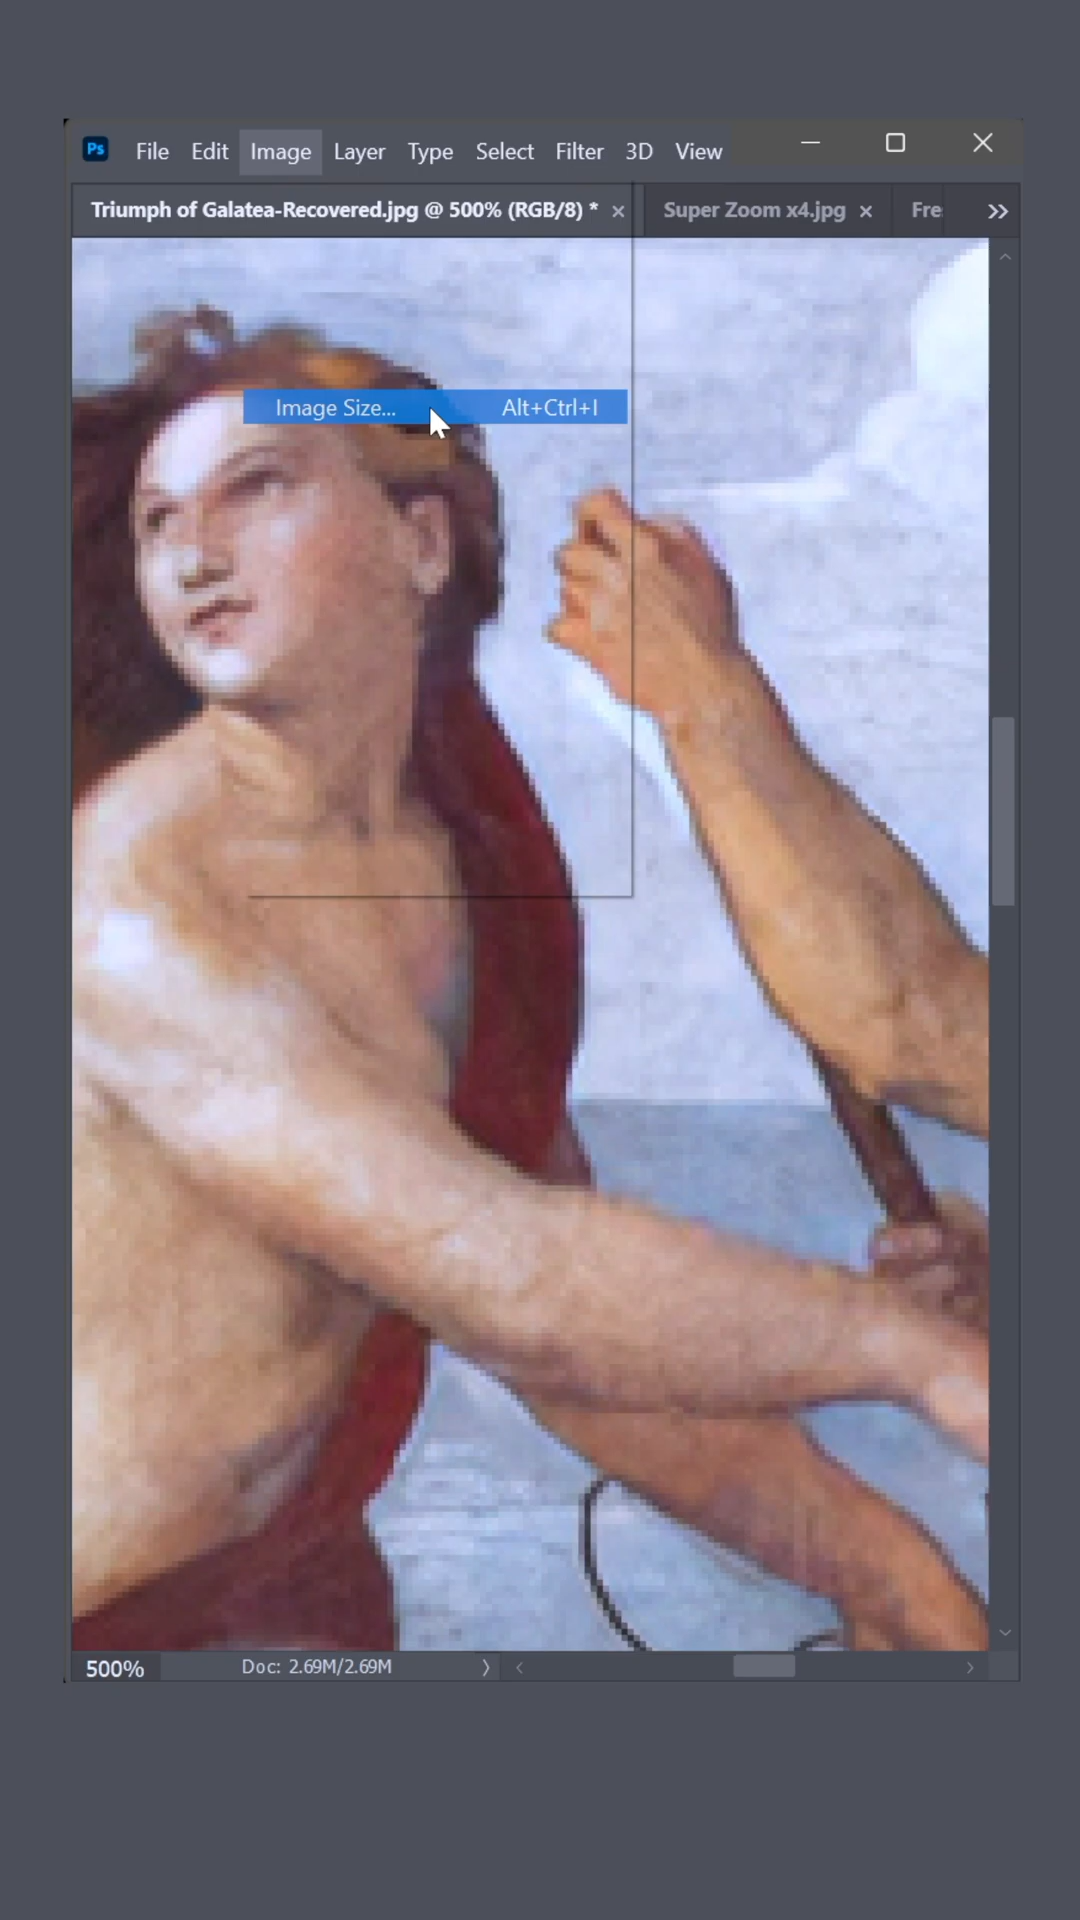 Ps File Edit Image Layer Type Select Filter 3D View
Triumph of Galatea-Recovered.jpg @ 500% (RGB/8) * × Super Zoom x4.jpg × Fre
Image Size... Alt+Ctrl+I
500% Doc: 2.69M/2.69M